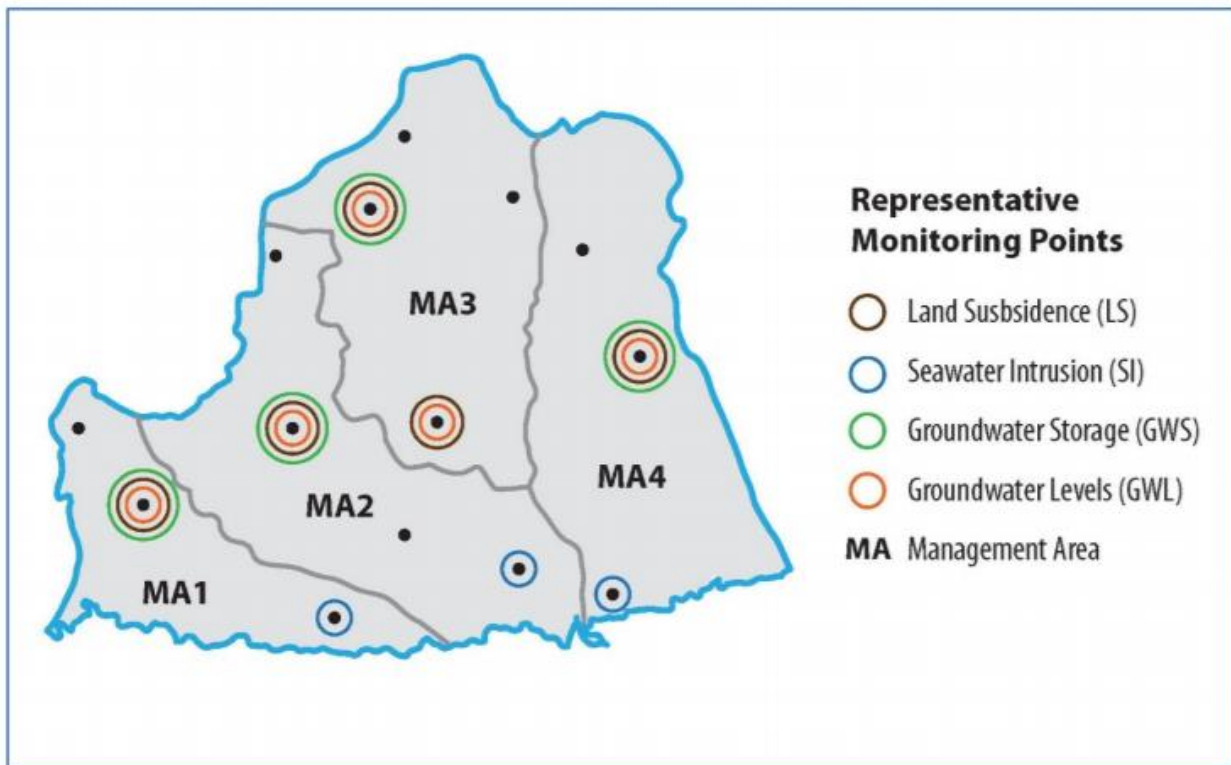 MA3
MA4
MA2
MA1
Representative
Monitoring Points
Land Susbsidence (LS)
Seawater Intrusion (SI)
Groundwater Storage (GWS)
Groundwater Levels (GWL)
MA Management Area